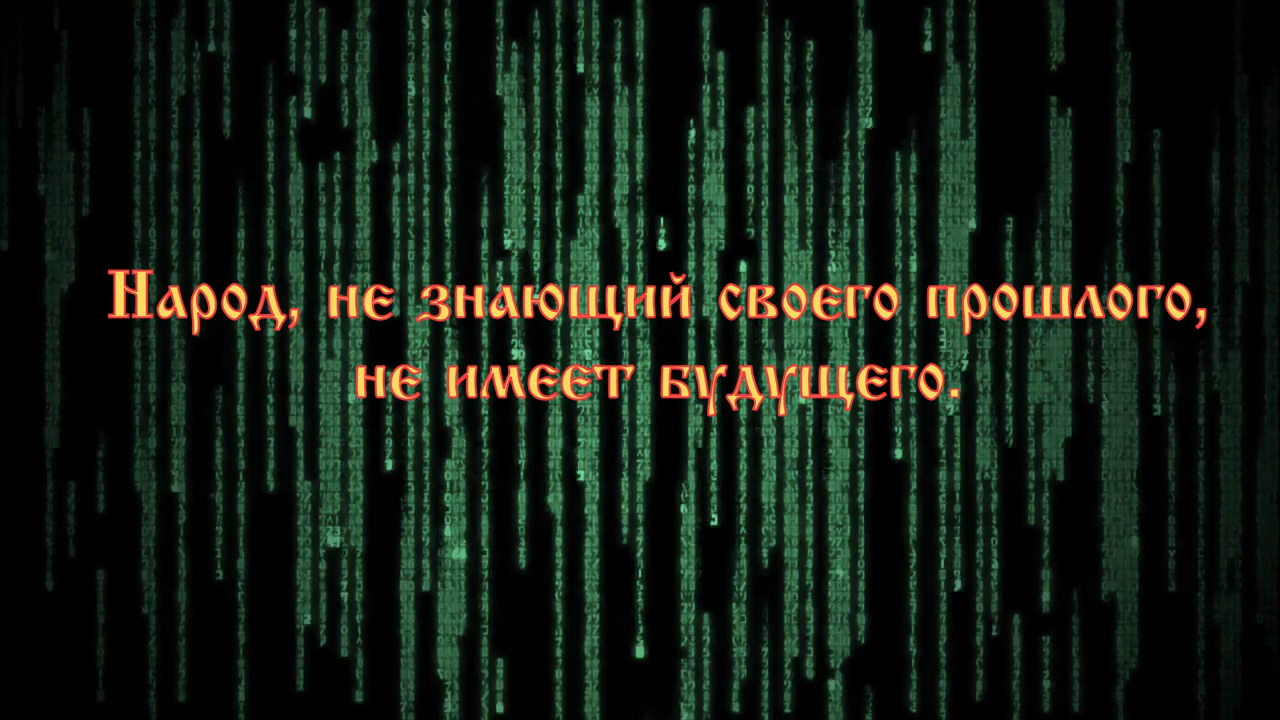 Народ, не знающий своего прошлого,
не имеет будущего.